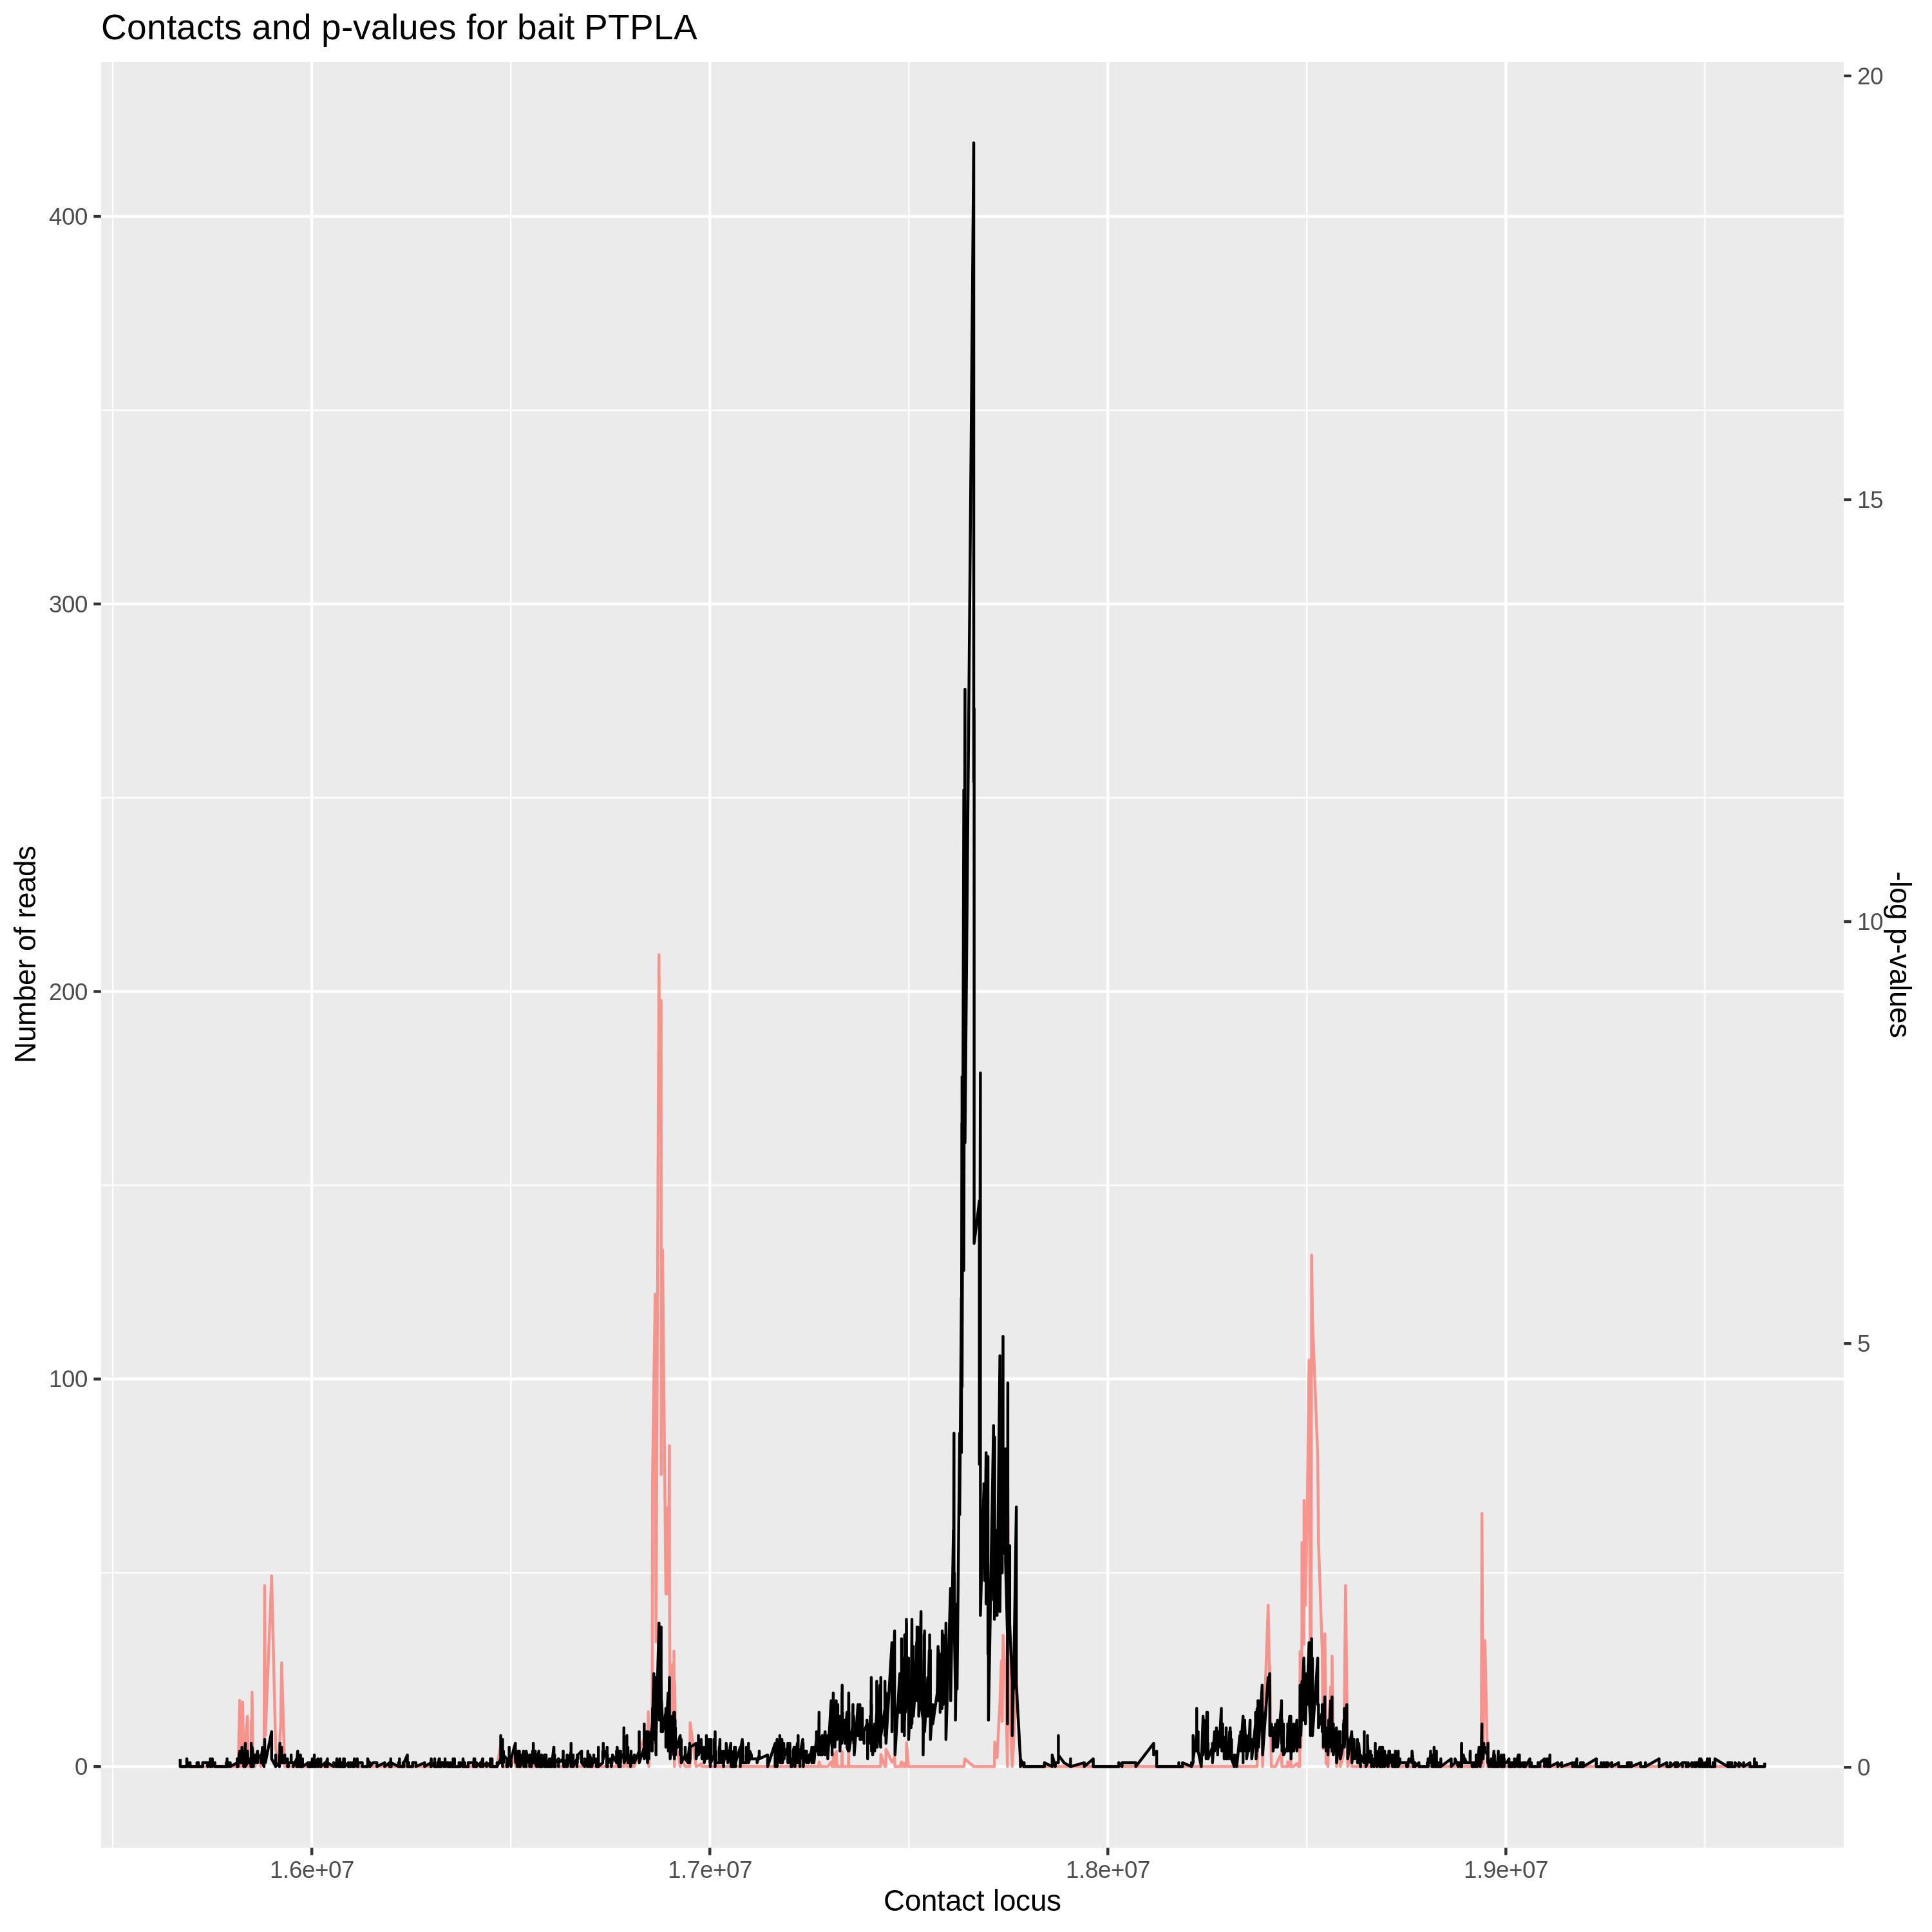 Contacts and p-values for bait PTPLA
400
300
200
100
0
Number of reads
20
15
10
5
0
-log p-values
1.6e+07 1.7e+07 1.8e+07 1.9e+07
Contact locus